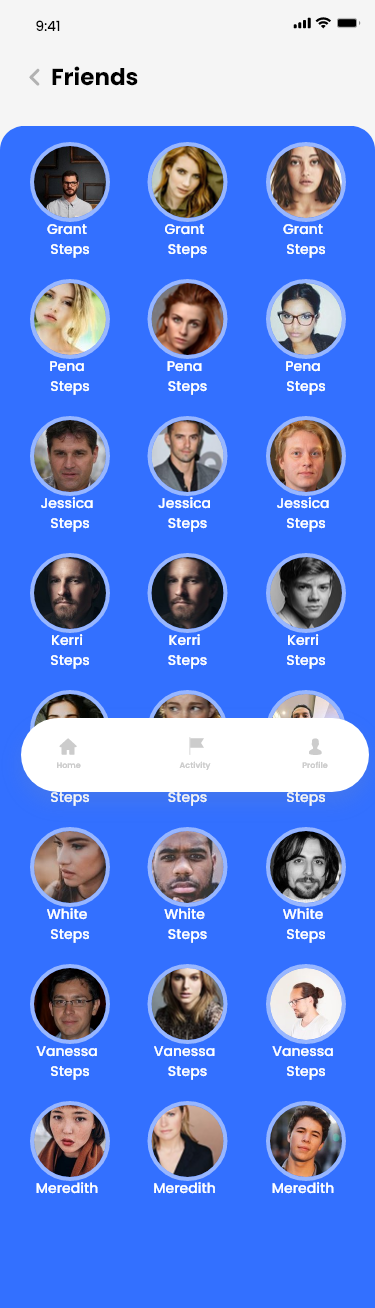 9:41
Friends
Grant Grant Grant
Steps Steps Steps
Pena Pena Pena
Steps Steps Steps
Jessica Jessica Jessica
Steps Steps Steps
Kerri Kerri Kerri
Steps Steps Steps
Home Activity Profile
Steps Steps Steps
White White White
Steps Steps Steps
Vanessa Vanessa Vanessa
Steps Steps Steps
Meredith Meredith Meredith